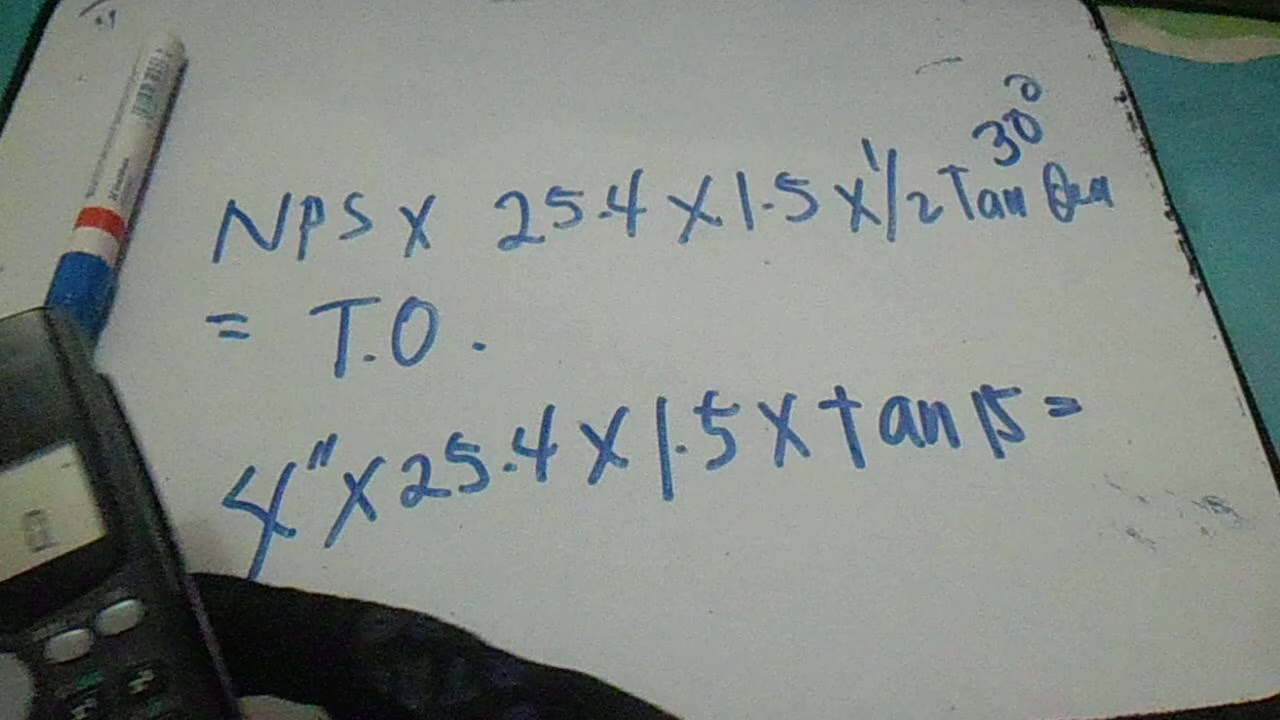 30°
NPS X 25.4 X 1.5 X 1/2 Tan
= T.O.
4" X 25.4 X 1.5 X tan 15 =